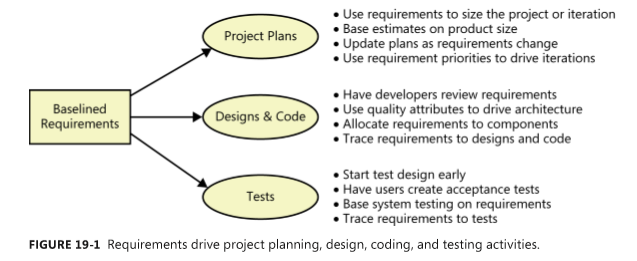 Project Plans
• Use requirements to size the project or iteration
• Base estimates on product size
• Update plans as requirements change
• Use requirement priorities to drive iterations
Baselined
Requirements
Designs & Code
• Have developers review requirements
• Use quality attributes to drive architecture
• Allocate requirements to components
• Trace requirements to designs and code
Tests
• Start test design early
• Have users create acceptance tests
• Base system testing on requirements
• Trace requirements to tests
FIGURE 19-1 Requirements drive project planning, design, coding, and testing activities.